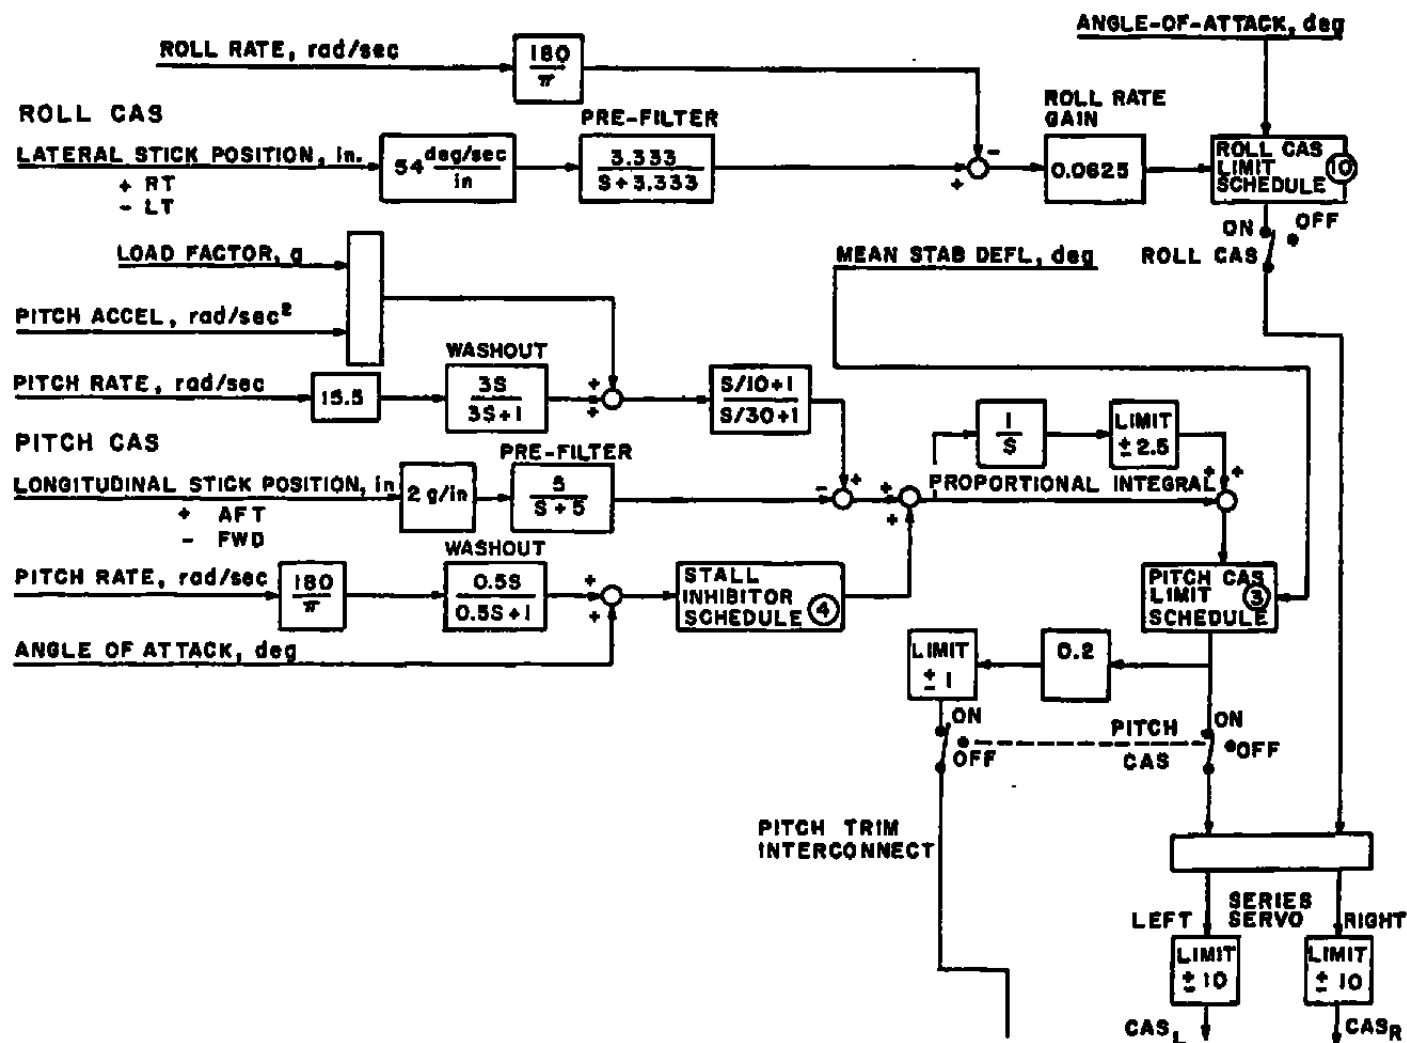 ANGLE-OF-ATTACK, deg
ROLL RATE, rad/sec
180
π
ROLL CAS
PRE-FILTER
ROLL RATE
GAIN
LATERAL STICK POSITION, in.
+ RT
- LT
54 deg/sec
in
3.333
S+3.333
-
+
0.0625
ROLL CAS
LIMIT
SCHEDULE
10
ON
OFF
ROLL CAS
LOAD FACTOR, g
MEAN STAB DEFL, deg
PITCH ACCEL, rad/sec²
WASHOUT
PITCH RATE, rad/sec
15.5
3S
3S+1
+
+
S/10+1
S/30+1
1
S
LIMIT
± 2.5
PITCH CAS
PRE-FILTER
LONGITUDINAL STICK POSITION, in
+ AFT
- FWD
2 g/in
5
S+5
-
+
+
+
PROPORTIONAL INTEGRAL
+
+
WASHOUT
PITCH RATE, rad/sec
180
π
0.5S
0.5S+1
+
+
STALL
INHIBITOR
SCHEDULE
4
PITCH CAS
LIMIT
SCHEDULE
3
ANGLE OF ATTACK, deg
LIMIT
± 1
0.2
ON
OFF
PITCH
CAS
ON
OFF
PITCH TRIM
INTERCONNECT
LEFT
SERIES
SERVO
RIGHT
LIMIT
± 10
LIMIT
± 10
CAS L
CAS R